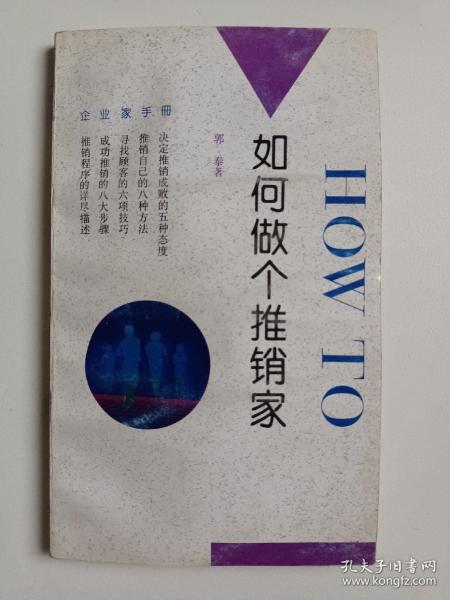 企业家手册
HOW TO
如何做个推销家
郭泰著
决定推销成败的五种态度
推销自己的八种方法
寻找顾客的六项技巧
成功推销的八大步骤
推销程序的详尽描述
孔夫子旧书网
www.kongfz.com